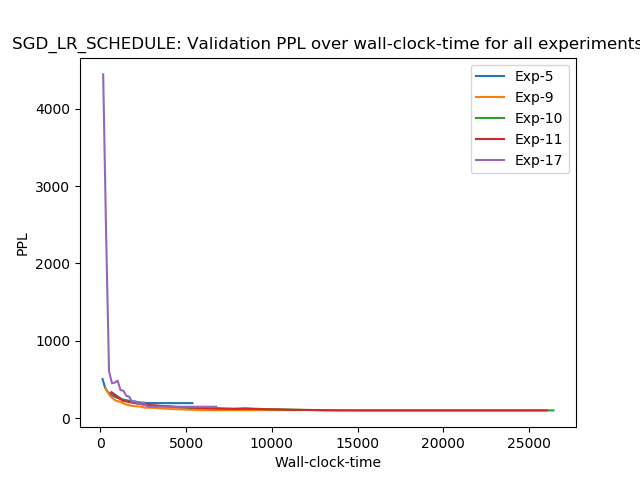 SGD_LR_SCHEDULE: Validation PPL over wall-clock-time for all experiments
Exp-5
Exp-9
Exp-10
Exp-11
Exp-17
PPL
4000
3000
2000
1000
0
0 5000 10000 15000 20000 25000
Wall-clock-time